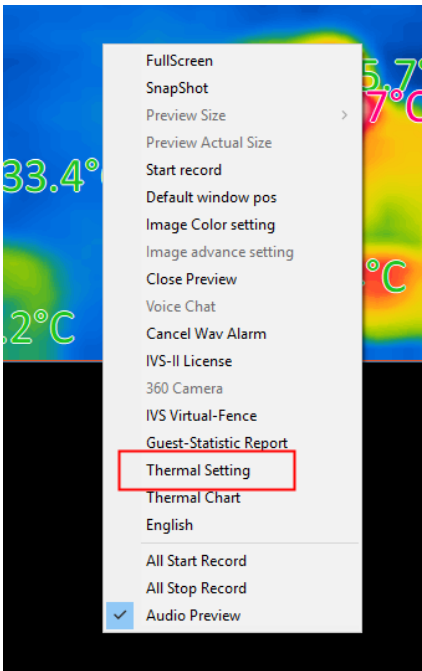 FullScreen
SnapShot
Preview Size
Preview Actual Size
Start record
Default window pos
Image Color setting
Image advance setting
Close Preview
Voice Chat
Cancel Wav Alarm
IVS-II License
360 Camera
IVS Virtual-Fence
Guest-Statistic Report
Thermal Setting
Thermal Chart
English
All Start Record
All Stop Record
Audio Preview
5.7°
7°C
33.4°
°C
.2°C